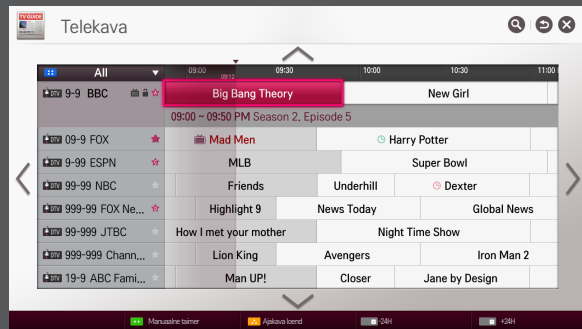 TV GUIDE
Telekava
All ▼ 09:00 09:30 10:00 10:30 11:00
09:12
DTV 9-9 BBC Big Bang Theory New Girl
09:00 ~ 09:50 PM Season 2, Episode 5
DTV 09-9 FOX Mad Men Harry Potter
DTV 9-99 ESPN MLB Super Bowl
DTV 99-99 NBC Friends Underhill Dexter
DTV 999-99 FOX Ne... Highlight 9 News Today Global News
DTV 99-999 JTBC How I met your mother Night Time Show
DTV 999-999 Chann... Lion King Avengers Iron Man 2
DTV 19-9 ABC Fami... Man UP! Closer Jane by Design
Manuaalne taimer Ajakava loend -24H +24H